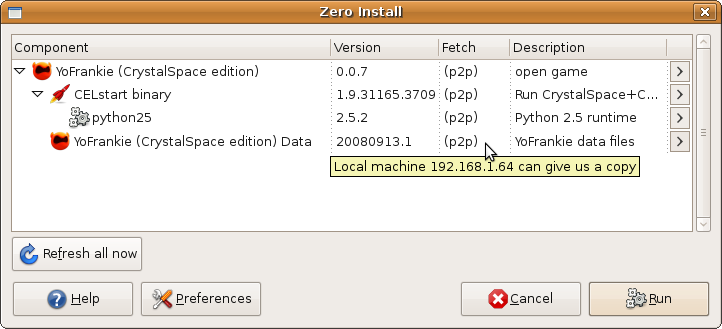 Zero Install
Component Version Fetch Description
YoFrankie (CrystalSpace edition) 0.0.7 (p2p) open game
CELstart binary 1.9.31165.3709 (p2p) Run CrystalSpace+C...
python25 2.5.2 (p2p) Python 2.5 runtime
YoFrankie (CrystalSpace edition) Data 20080913.1 (p2p) YoFrankie data files
Local machine 192.168.1.64 can give us a copy
Refresh all now
Help Preferences Cancel Run